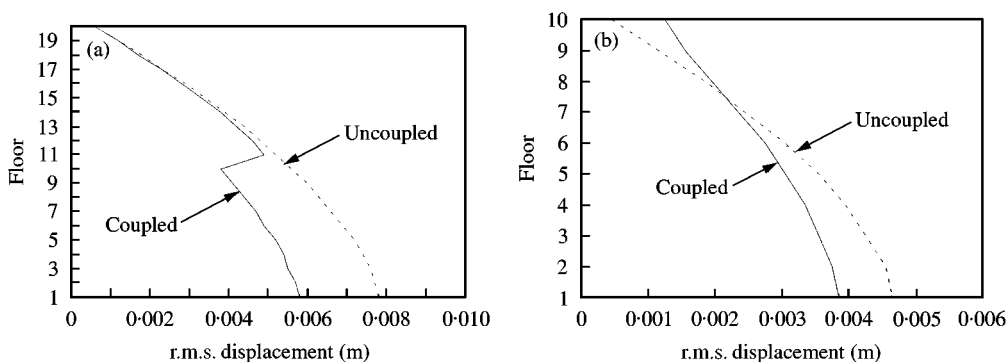 (a)
19
17
15
13
11
9
7
5
3
1
Floor
Uncoupled
Coupled
0 0·002 0·004 0·006 0·008 0·010
r.m.s. displacement (m)
(b)
10
9
8
7
6
5
4
3
2
1
Floor
Uncoupled
Coupled
0 0·001 0·002 0·003 0·004 0·005 0·006
r.m.s. displacement (m)